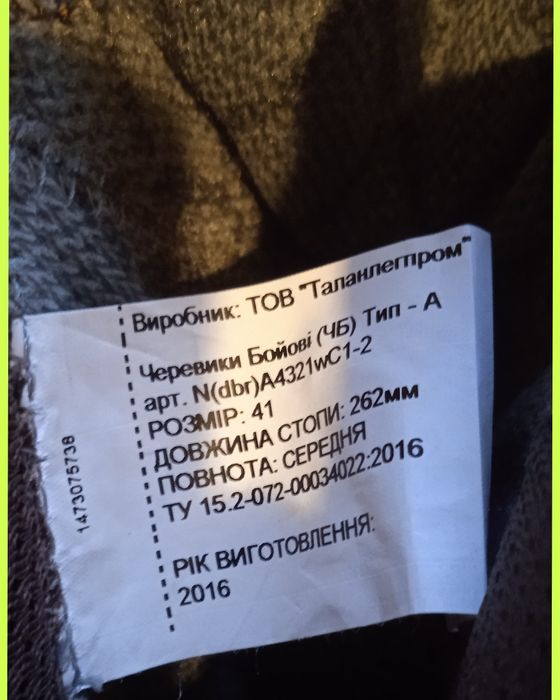 Виробник: ТОВ "Таланлегпром"
Черевики Бойові (ЧБ) Тип - А
арт. N(dbr)A4321wC1-2
РОЗМІР: 41
ДОВЖИНА СТОПИ: 262мм
ПОВНОТА: СЕРЕДНЯ
ТУ 15.2-072-00034022:2016
РІК ВИГОТОВЛЕННЯ:
2016
1473075738